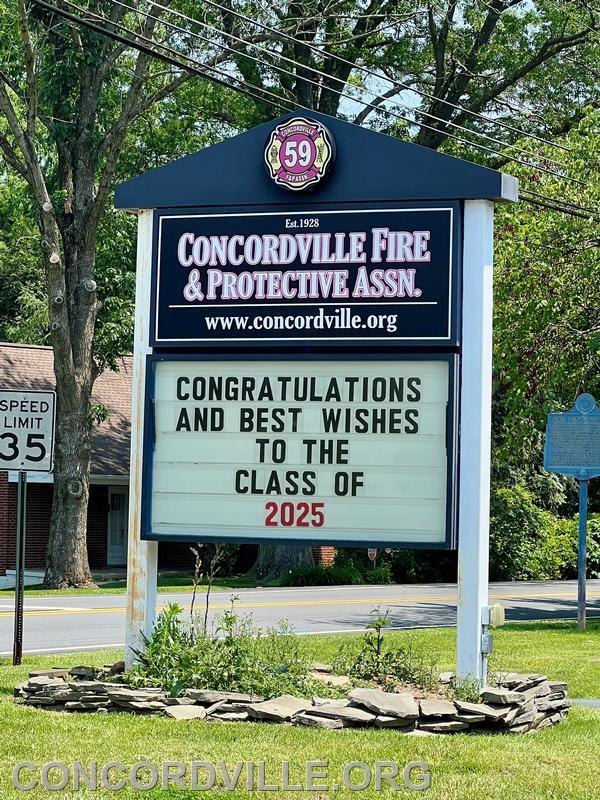 CONCORDVILLE
59
F&P ASSN.
Est.1928
CONCORDVILLE FIRE
& PROTECTIVE ASSN.
www.concordville.org
CONGRATULATIONS
AND BEST WISHES
TO THE
CLASS OF
2025
SPEED
LIMIT
35
CONCORDVILLE.ORG